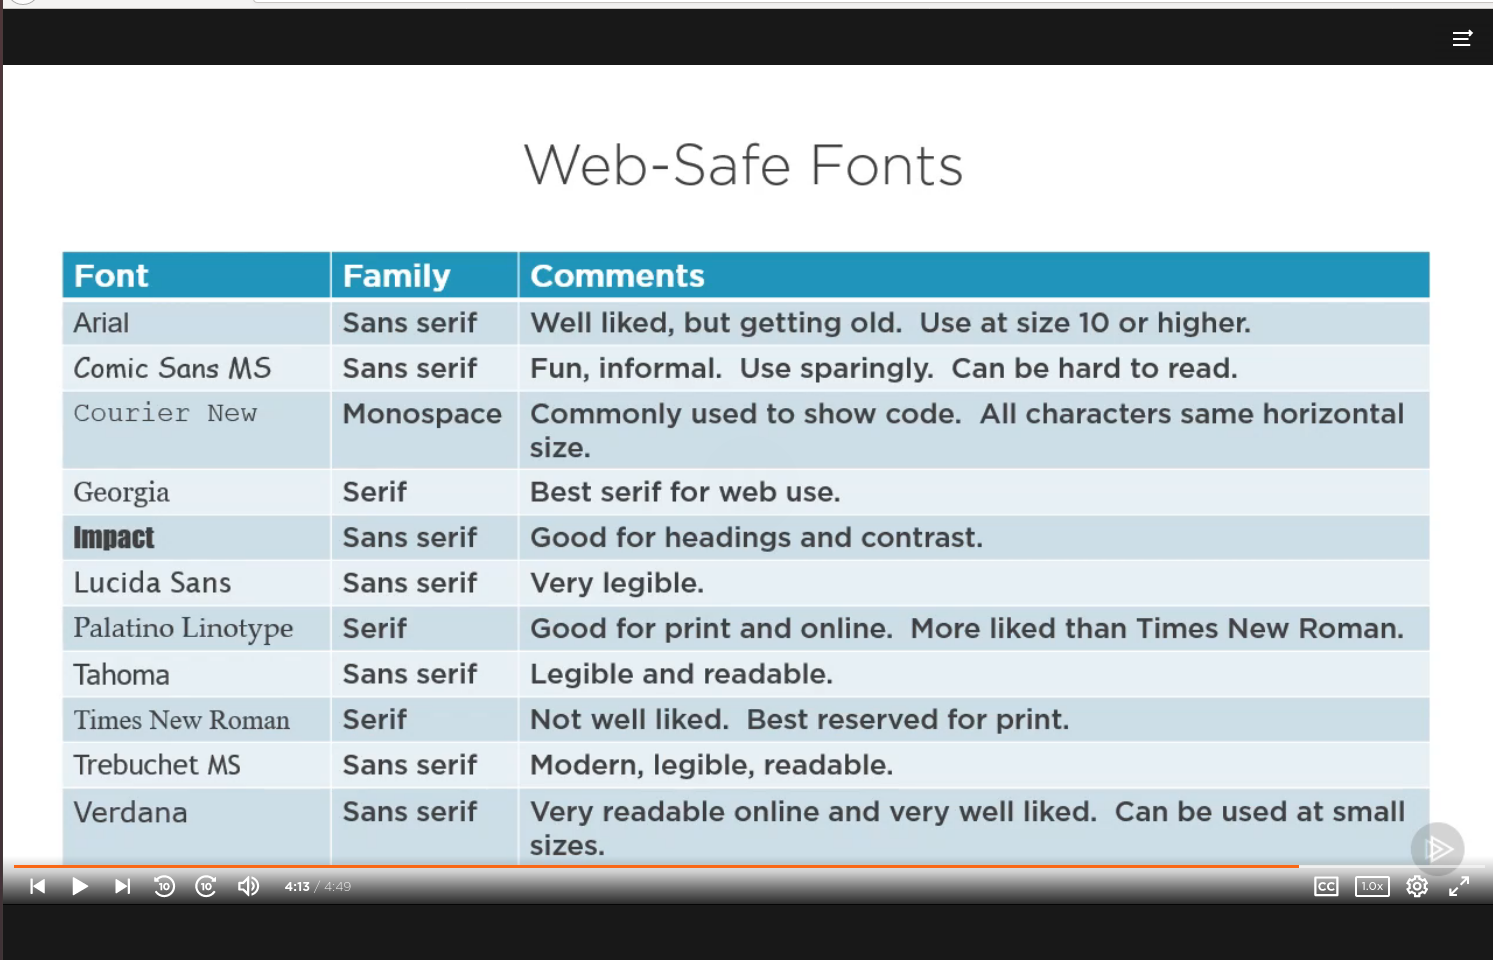 Web-Safe Fonts
Font Family Comments
Arial Sans serif Well liked, but getting old.  Use at size 10 or higher.
Comic Sans MS Sans serif Fun, informal.  Use sparingly.  Can be hard to read.
Courier New Monospace Commonly used to show code.  All characters same horizontal
size.
Georgia Serif Best serif for web use.
Impact Sans serif Good for headings and contrast.
Lucida Sans Sans serif Very legible.
Palatino Linotype Serif Good for print and online.  More liked than Times New Roman.
Tahoma Sans serif Legible and readable.
Times New Roman Serif Not well liked.  Best reserved for print.
Trebuchet MS Sans serif Modern, legible, readable.
Verdana Sans serif Very readable online and very well liked.  Can be used at small
sizes.
10 10 4:13 / 4:49 CC 1.0x